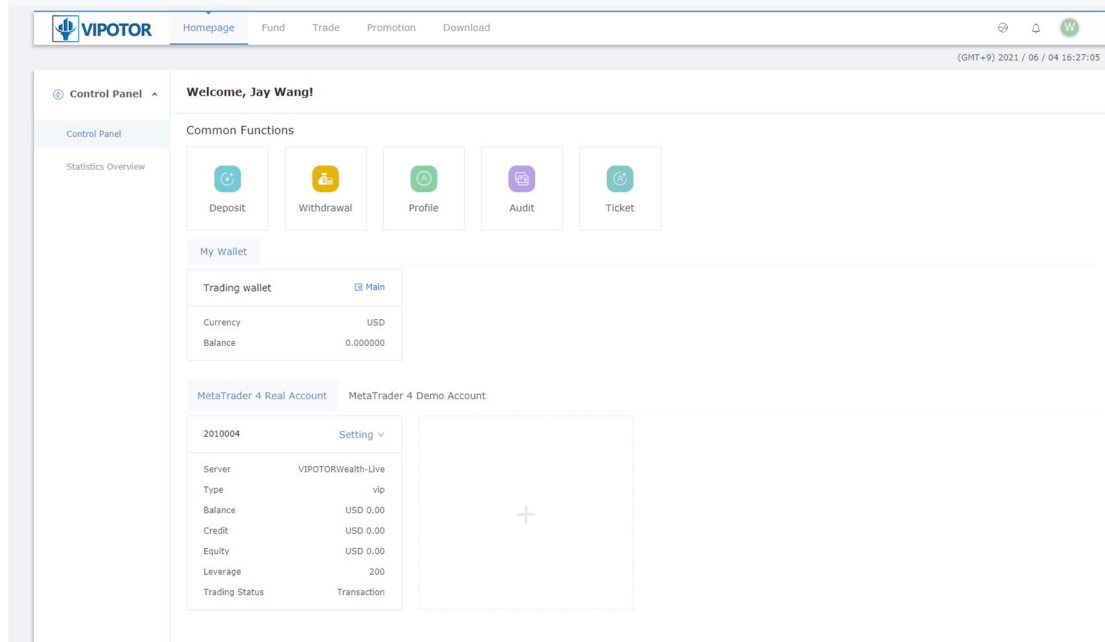 VIPOTOR Homepage Fund Trade Promotion Download W
(GMT+9) 2021 / 06 / 04 16:27:05
Control Panel
Control Panel
Statistics Overview
Welcome, Jay Wang!
Common Functions
Deposit Withdrawal Profile Audit Ticket
My Wallet
Trading wallet Main
Currency USD
Balance 0.000000
MetaTrader 4 Real Account MetaTrader 4 Demo Account
2010004 Setting
Server VIPOTORWealth-Live
Type vip
Balance USD 0.00
Credit USD 0.00
Equity USD 0.00
Leverage 200
Trading Status Transaction